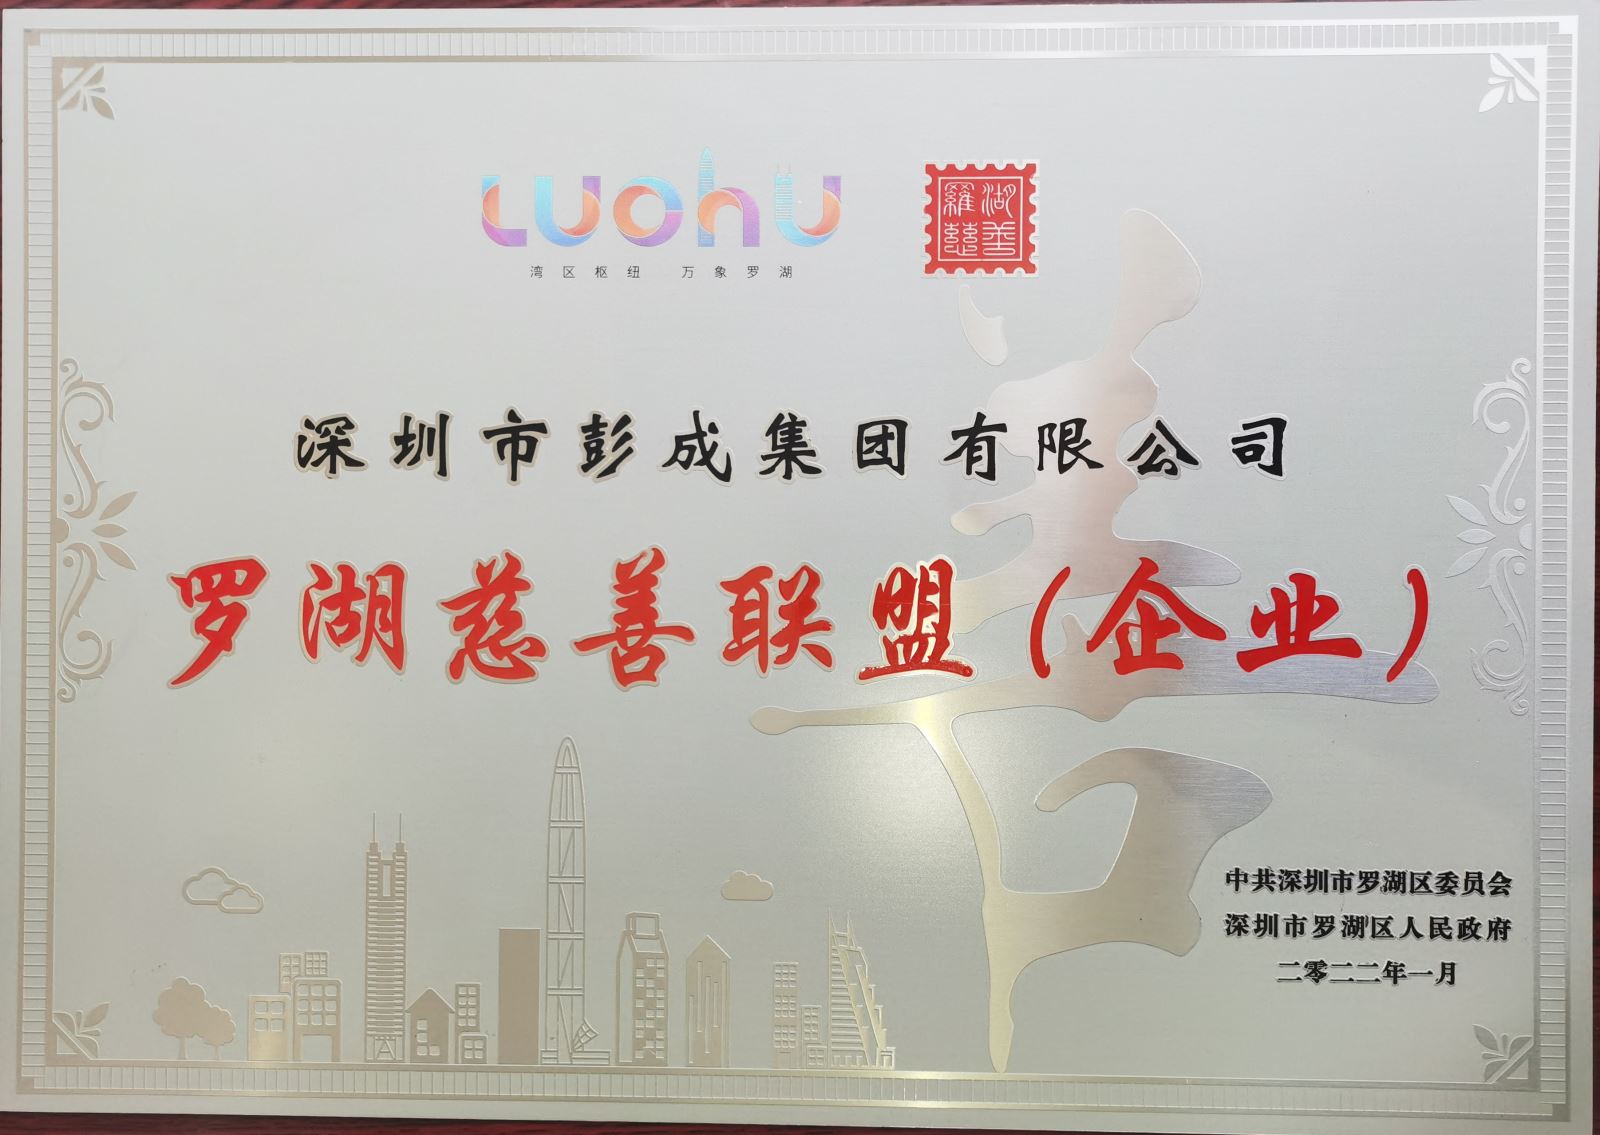 LUOHU
湾区枢纽 万象罗湖
羅湖
慈善
深圳市彭成集团有限公司
罗湖慈善联盟（企业）
善
中共深圳市罗湖区委员会
深圳市罗湖区人民政府
二零二二年一月